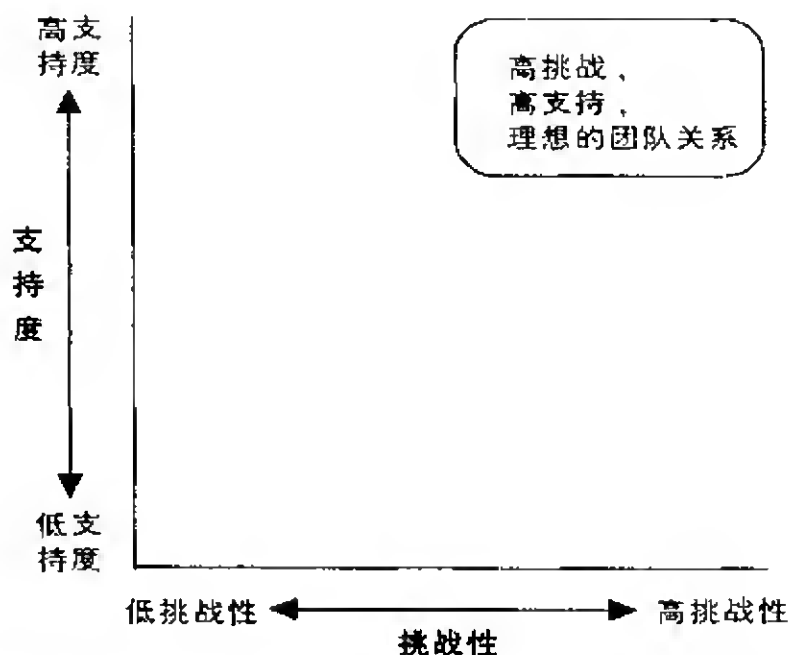 高支
持度
高挑战、
高支持、
理想的团队关系
支
持
度
低支
持度
低挑战性
高挑战性
挑战性